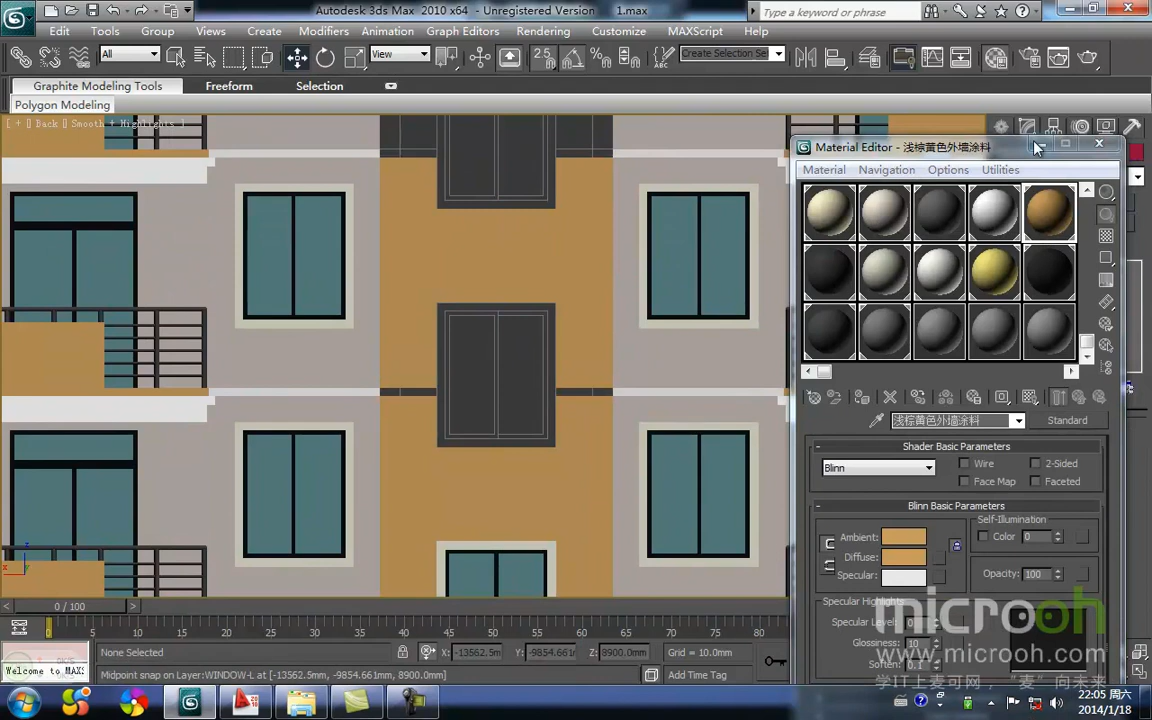 Autodesk 3ds Max 2010 x64 - Unregistered Version 1.max
Type a keyword or phrase
Edit Tools Group Views Create Modifiers Animation Graph Editors Rendering Customize MAXScript Help
All View 2.5 Create Selection Se
Graphite Modeling Tools Freeform Selection
Polygon Modeling
[ + ] Back [] Smooth + Highlights ]
Material Editor - 浅棕黄色外墙涂料
Material Navigation Options Utilities
浅棕黄色外墙涂料 Standard
- Shader Basic Parameters
Blinn Wire 2-Sided
Face Map Faceted
- Blinn Basic Parameters
Self-Illumination
Ambient: Color 0
Diffuse:
Specular: Opacity: 100
Specular Highlights
Specular Level: 0
Glossiness: 10
Soften: 0.1
microoh
www.microoh.com
学IT上麦可网，“麦”向未来
x z
< 0 / 100 >
0 5 10 15 20 25 30 35 40 45 50 55 60 65 70 75 80
None Selected X: -13562.5m Y: -9854.661 Z: 8900.0mm Grid = 10.0mm
Welcome to MAX: Midpoint snap on Layer:WINDOW-L at [-13562.5mm, -9854.661mm, 8900.0mm] Add Time Tag
22:05 周六
2014/1/18